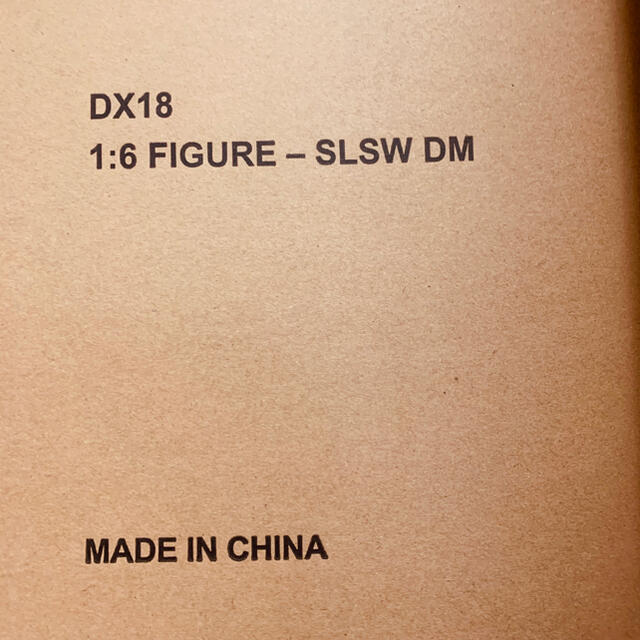 DX18
1:6 FIGURE – SLSW DM
MADE IN CHINA